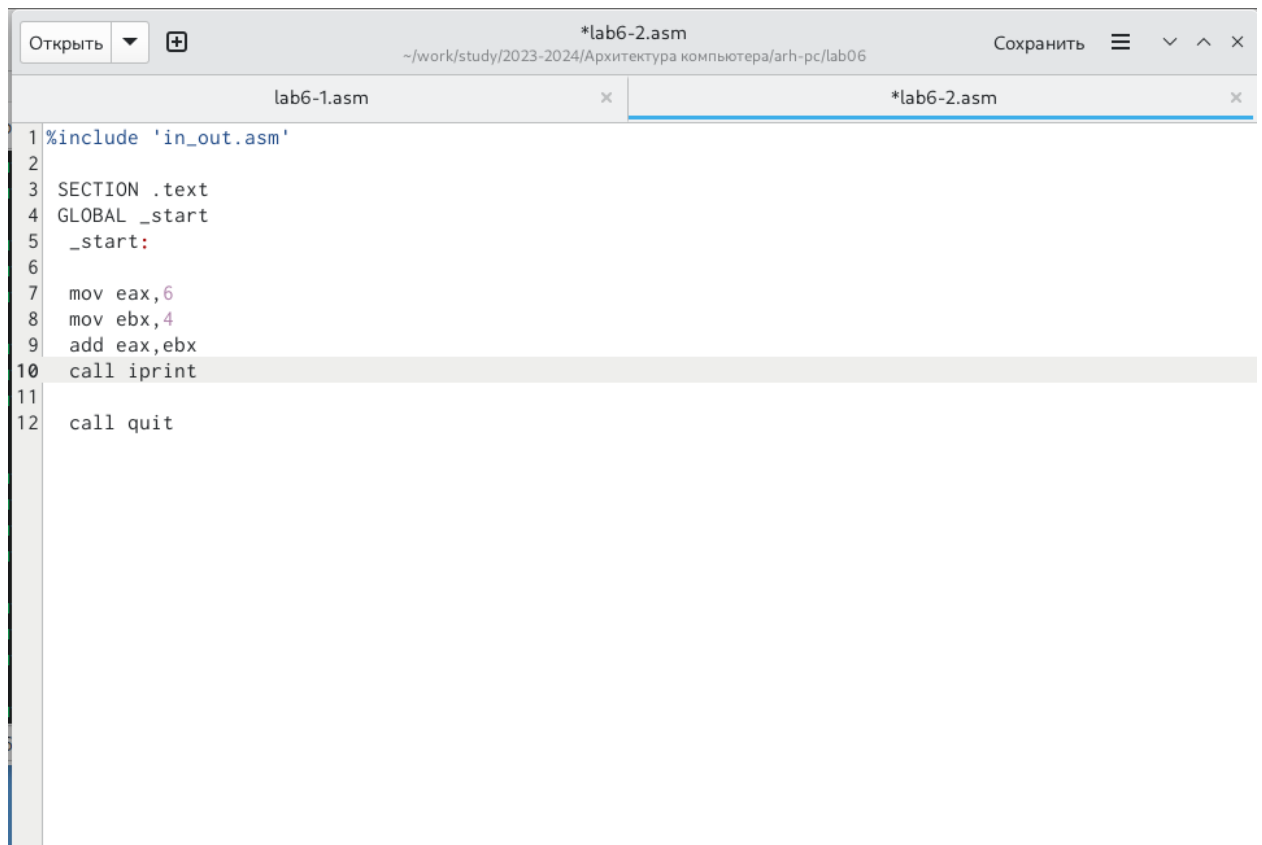 Открыть
*lab6-2.asm
~/work/study/2023-2024/Архитектура компьютера/arh-pc/lab06
Сохранить
lab6-1.asm
*lab6-2.asm
1 %include 'in_out.asm'
2
3 SECTION .text
4 GLOBAL _start
5 _start:
6
7 mov eax,6
8 mov ebx,4
9 add eax,ebx
10 call iprint
11
12 call quit